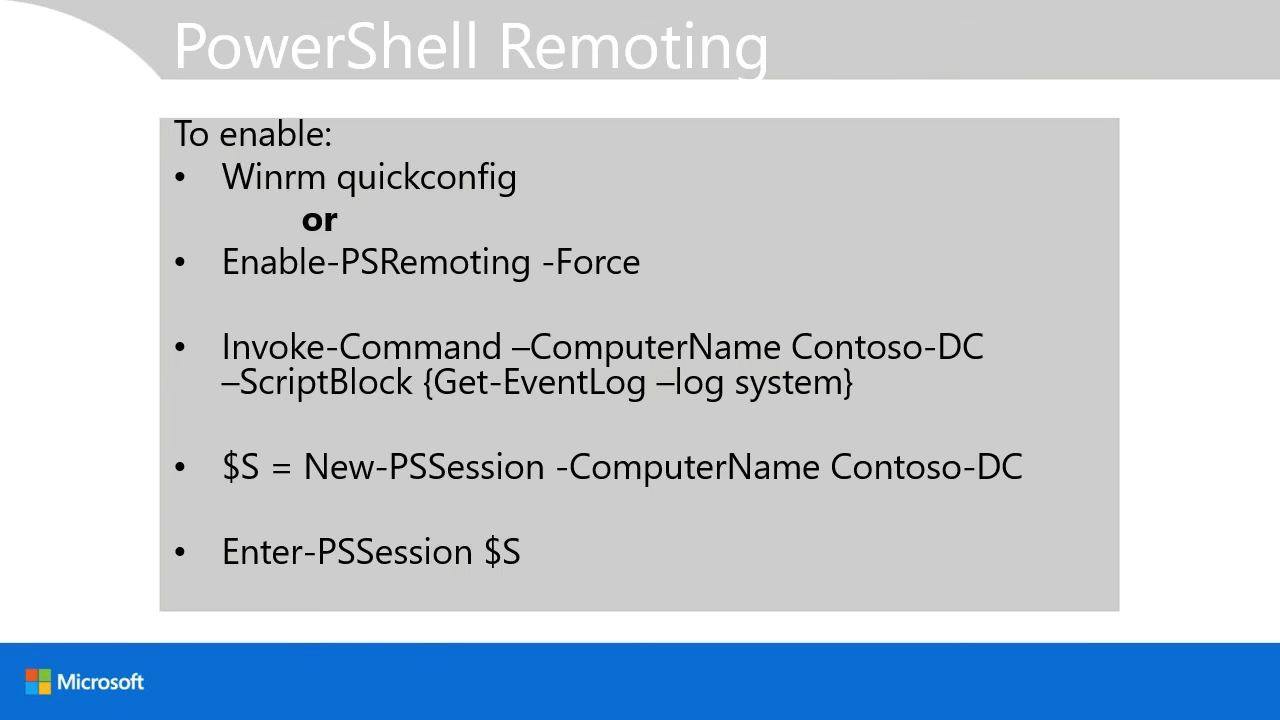 PowerShell Remoting
To enable:
• Winrm quickconfig
or
• Enable-PSRemoting -Force
• Invoke-Command –ComputerName Contoso-DC
–ScriptBlock {Get-EventLog –log system}
• $S = New-PSSession -ComputerName Contoso-DC
• Enter-PSSession $S
Microsoft